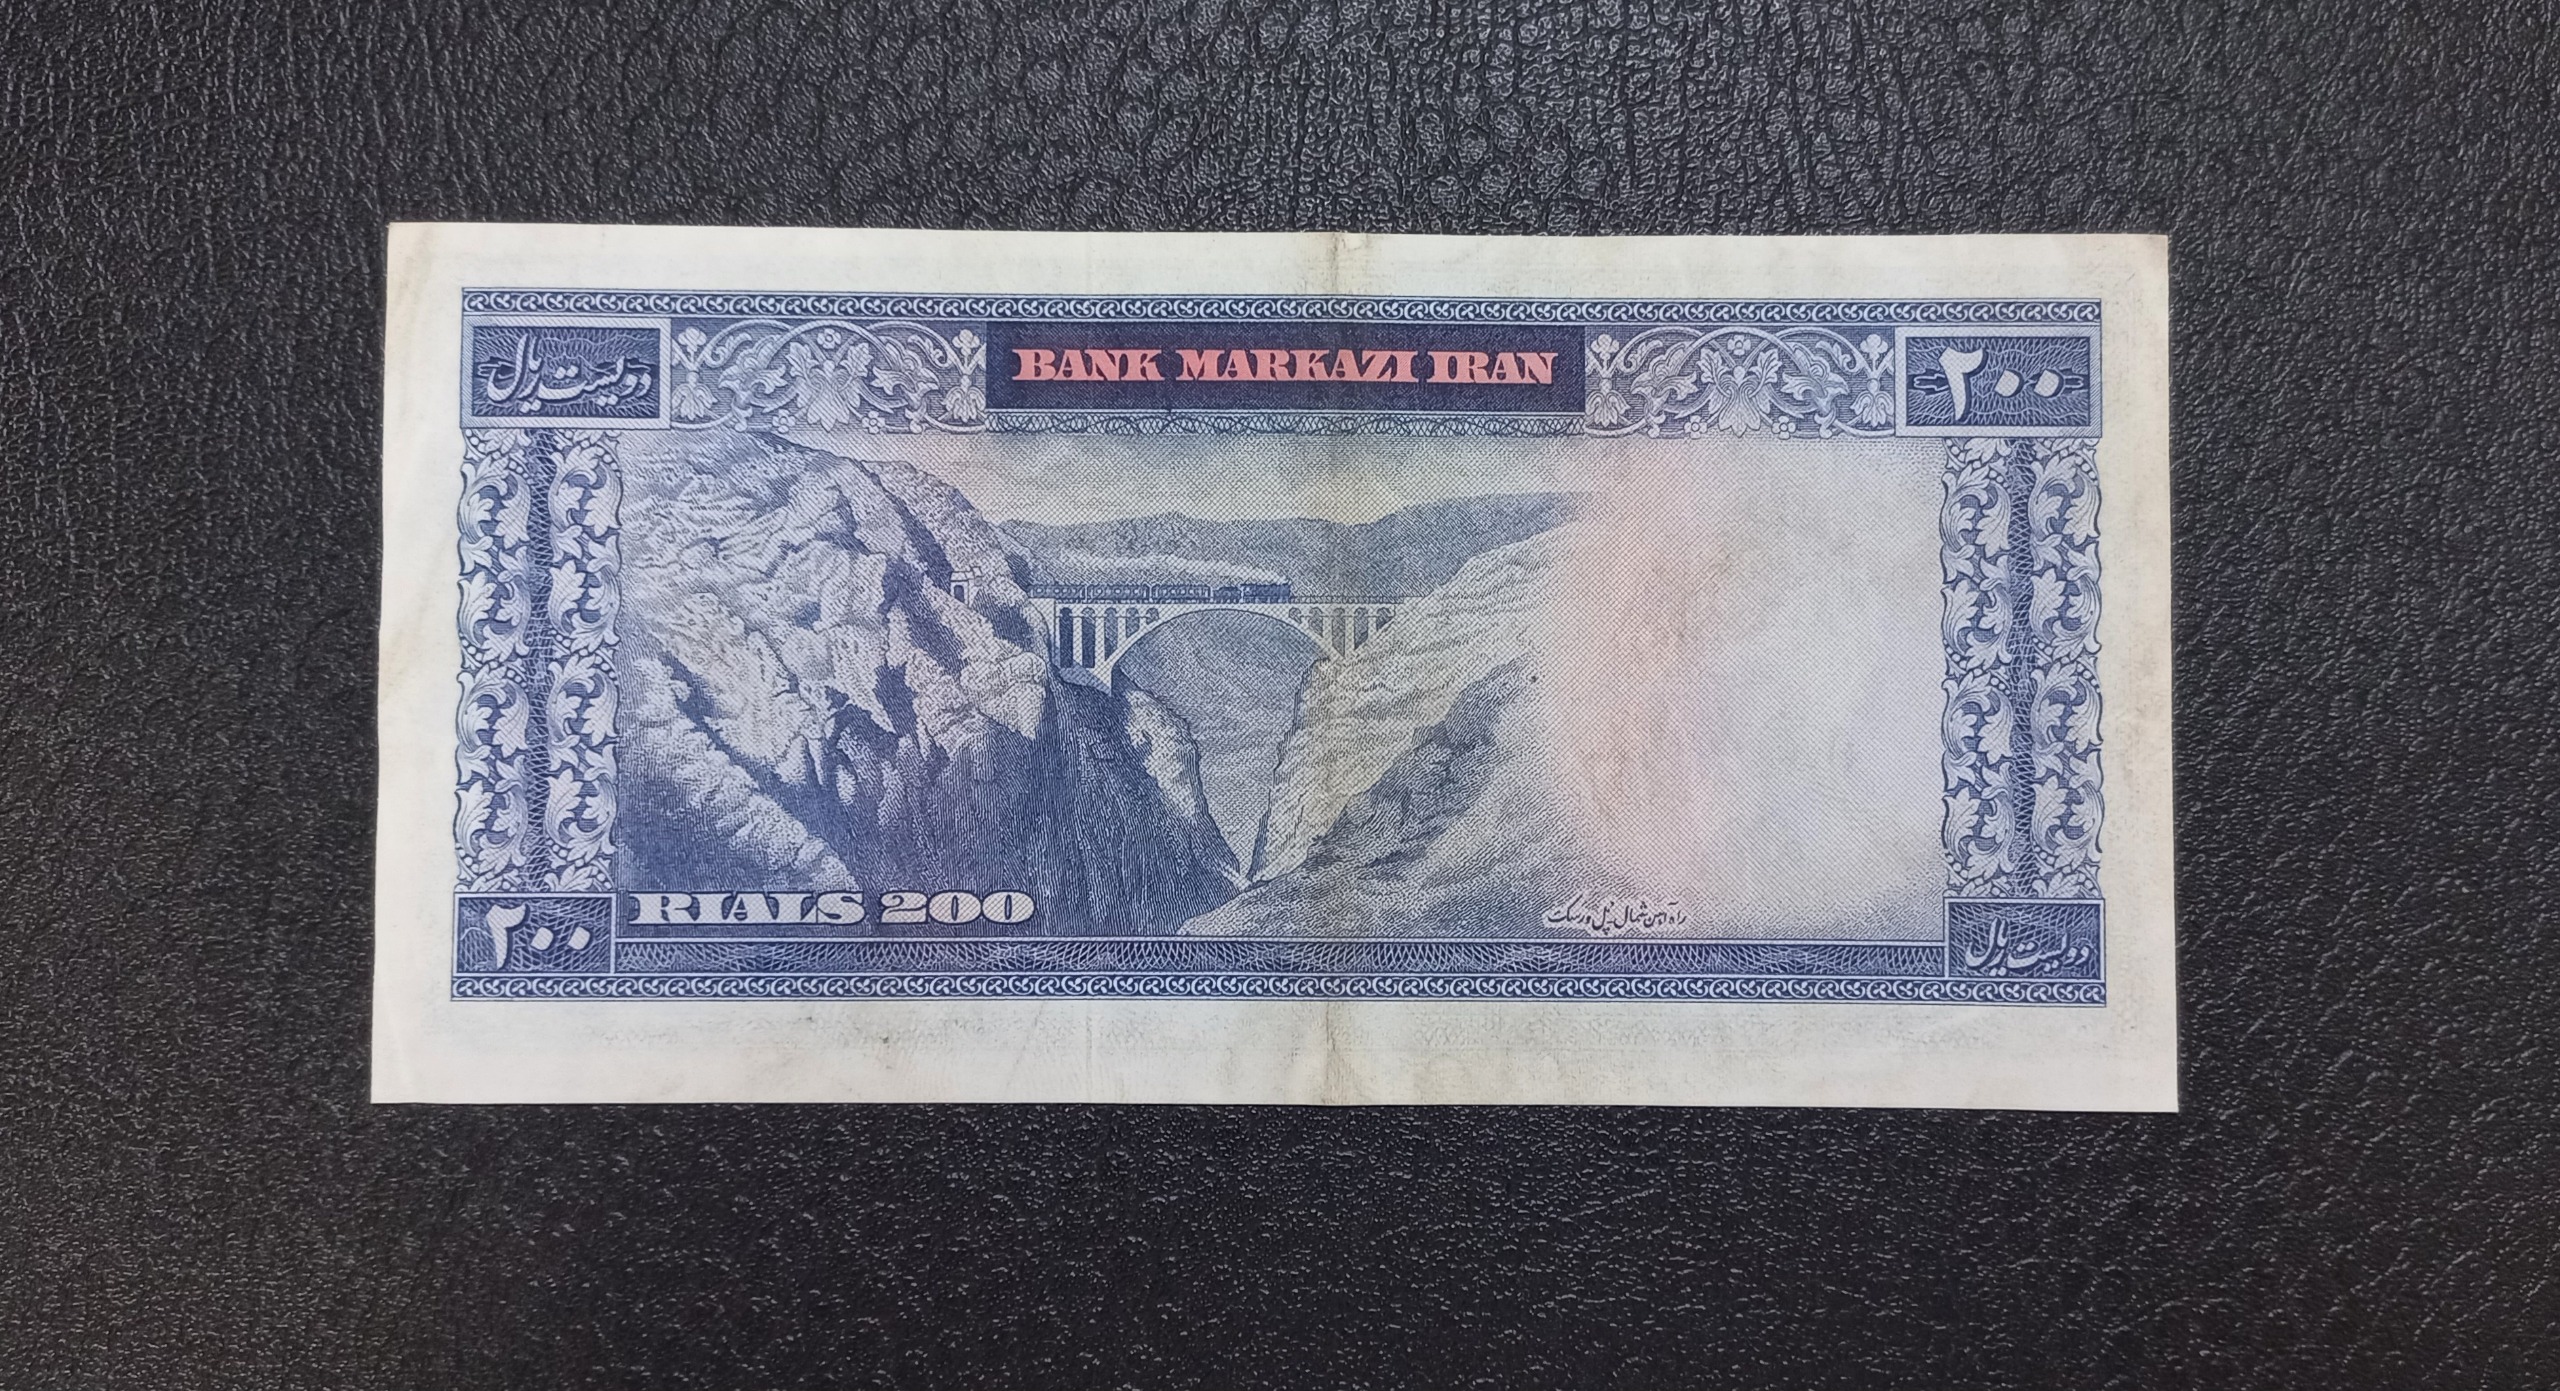 دویست ریال
BANK MARKAZI IRAN
۲۰۰
۲۰۰
RIALS 200
راه آهن شمال-پل ورسک
دویست ریال